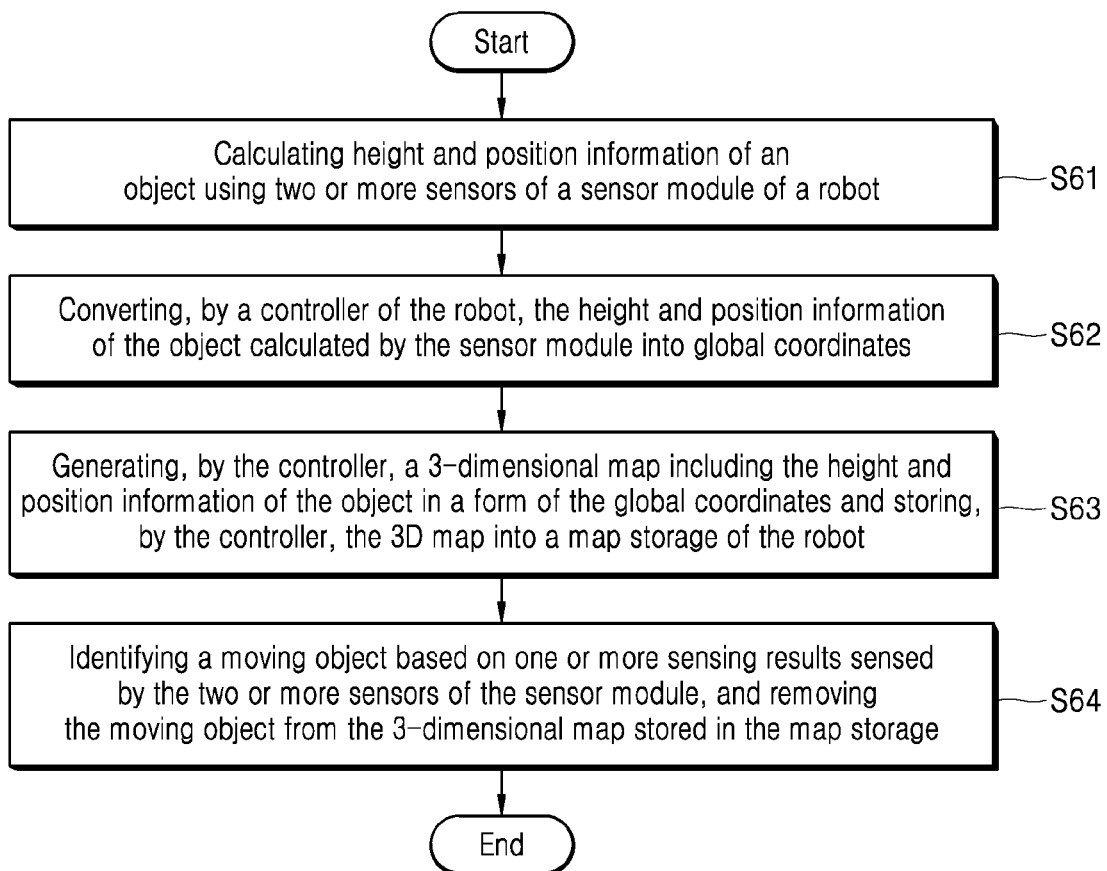 Start
Calculating height and position information of an
object using two or more sensors of a sensor module of a robot
S61
Converting, by a controller of the robot, the height and position information
of the object calculated by the sensor module into global coordinates
S62
Generating, by the controller, a 3-dimensional map including the height and
position information of the object in a form of the global coordinates and storing,
by the controller, the 3D map into a map storage of the robot
S63
Identifying a moving object based on one or more sensing results sensed
by the two or more sensors of the sensor module, and removing
the moving object from the 3-dimensional map stored in the map storage
S64
End